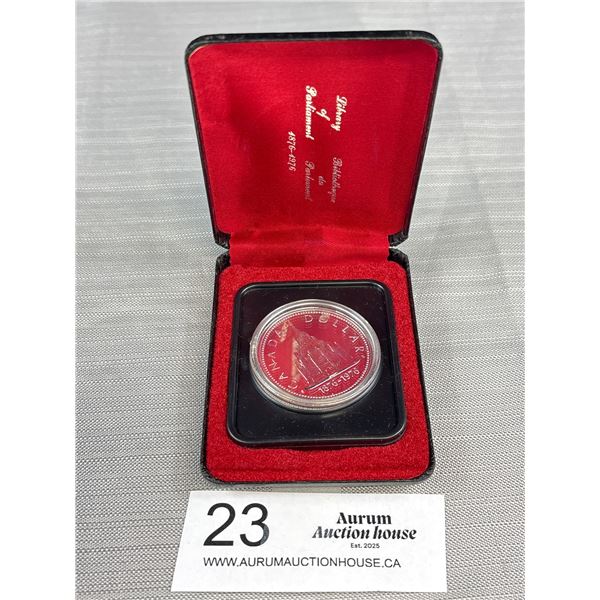 Library
of
Parliament
Bibliothèque
du
Parlement
1876-1976
CANADA DOLLAR
1876-1976
23
Aurum
Auction house
Est. 2025
WWW.AURUMAUCTIONHOUSE.CA